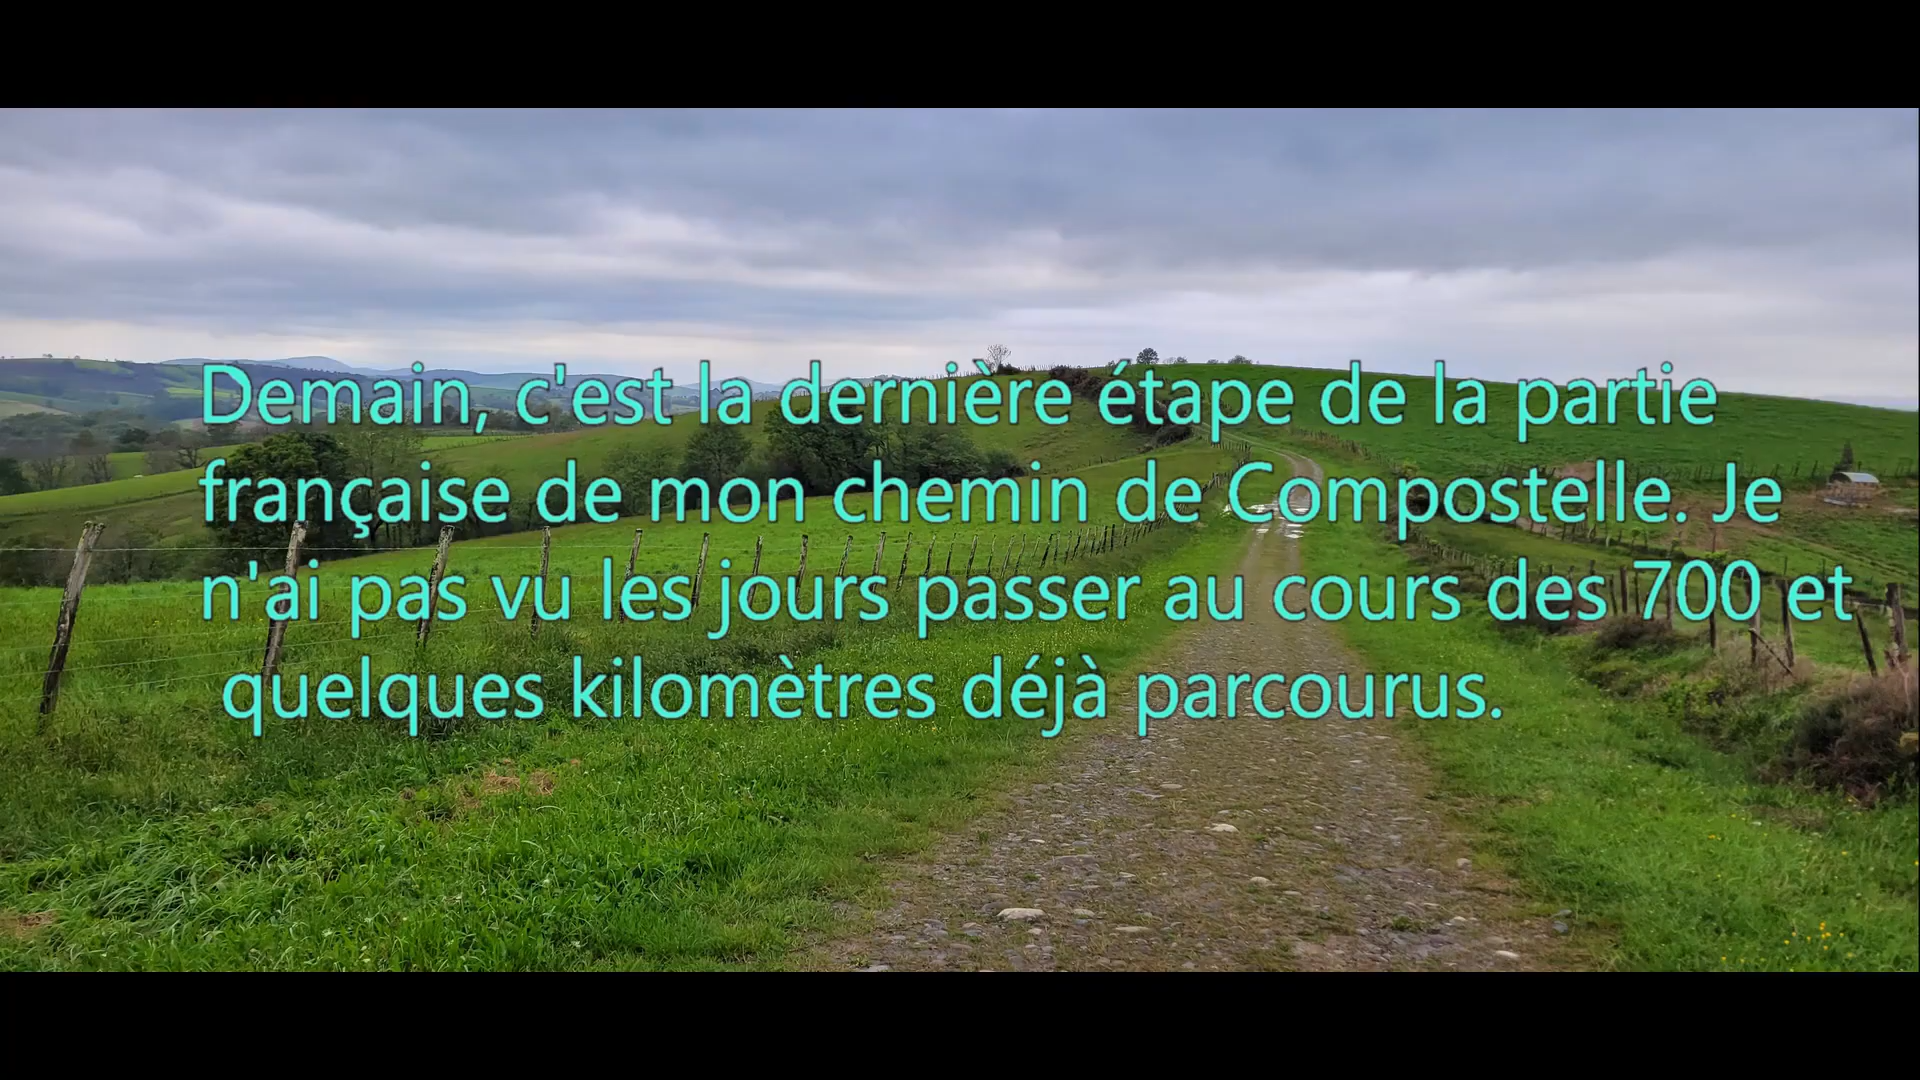 Demain, c'est la dernière étape de la partie
française de mon chemin de Compostelle. Je
n'ai pas vu les jours passer au cours des 700 et
quelques kilomètres déjà parcourus.